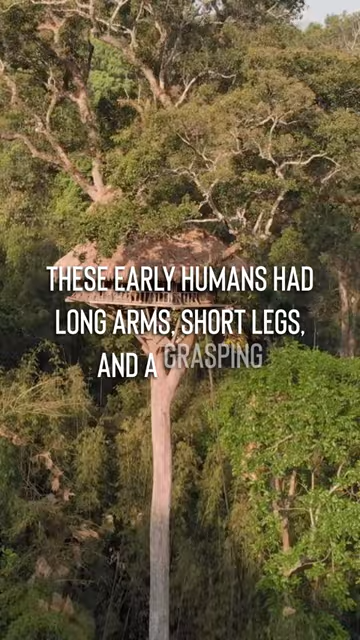 THESE EARLY HUMANS HAD
LONG ARMS, SHORT LEGS,
AND A GRASPING